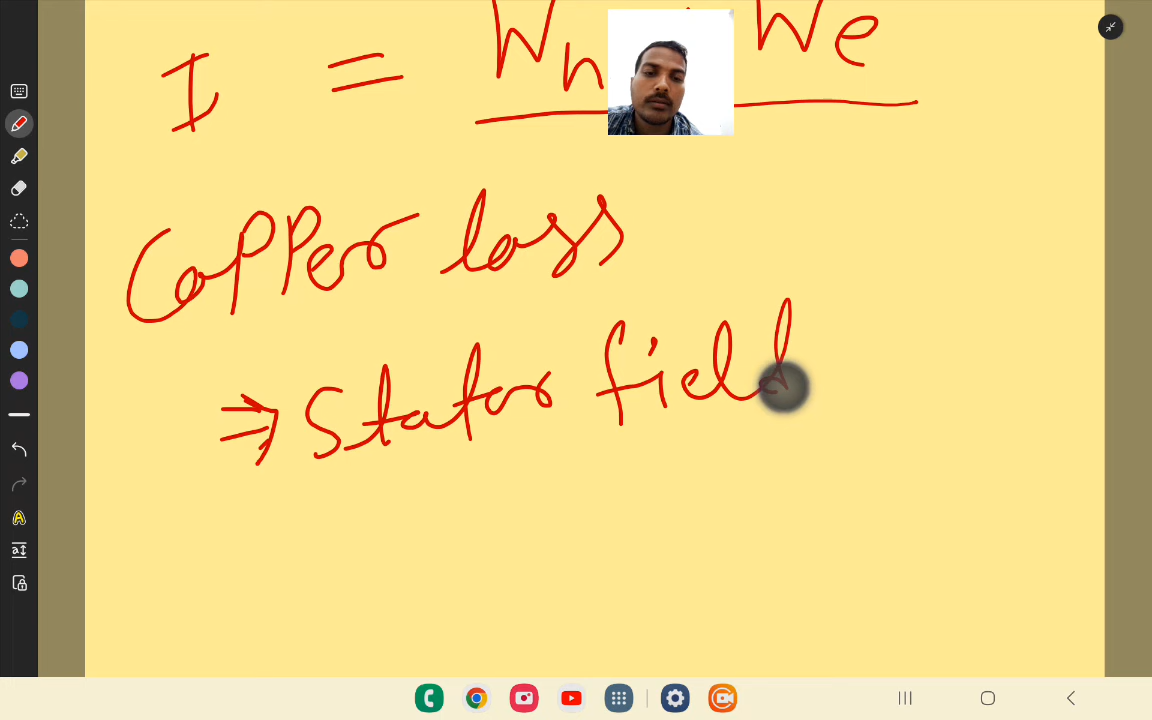 I = Wh We
Copper loss
⇒ Stator field